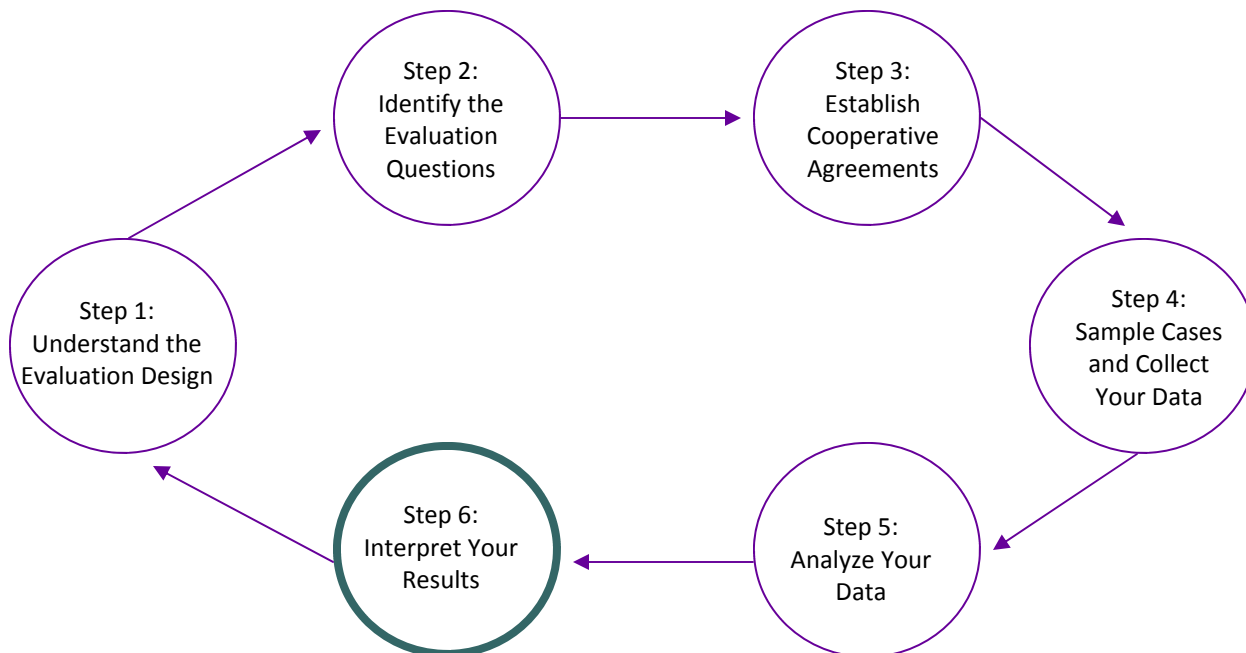 Step 1:
Understand the
Evaluation Design
Step 2:
Identify the
Evaluation
Questions
Step 3:
Establish
Cooperative
Agreements
Step 4:
Sample Cases
and Collect
Your Data
Step 5:
Analyze Your
Data
Step 6:
Interpret Your
Results